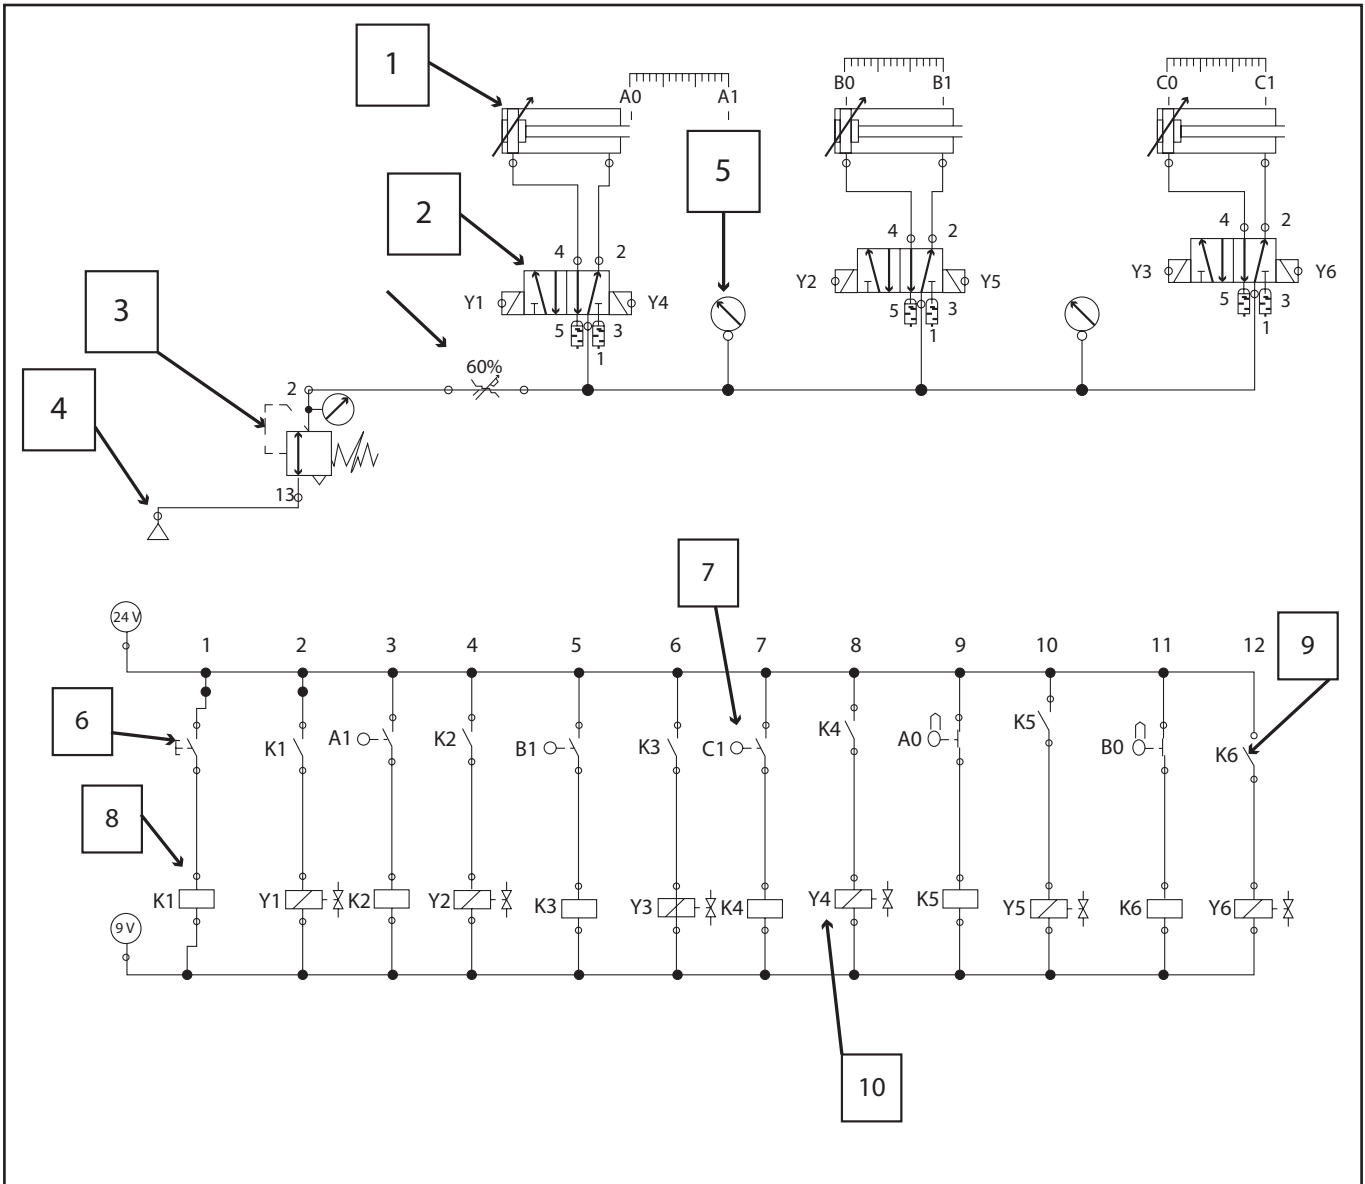 1
A0 A1
B0 B1
C0 C1
5
2
4 2
4 2
4 2
Y1 Y4
Y2 Y5
Y3 Y6
5 3
1
5 3
1
5 3
1
3
60%
2
4
13
7
24 V
1 2 3 4 5 6 7 8 9 10 11 12
9
6
K1 A1 K2 B1 K3 C1 K4 A0 K5 B0 K6
8
K1 Y1 K2 Y2 K3 Y3 K4 Y4 K5 Y5 K6 Y6
9 V
10